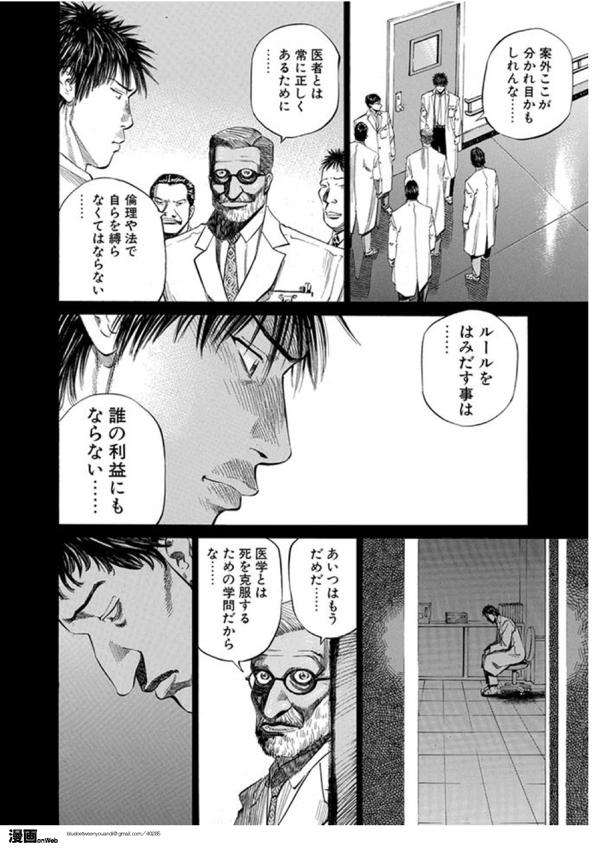 案外ここが
分かれ目かも
しれんな……
医者とは
常に正しく
あるために
……
倫理や法で
自らを縛ら
なくてはならない
ルールを
はみだす事は
……
誰の利益にも
ならない……
あいつはもう
だめだ……
医学とは
死を克服する
ための学問だから
な……
漫画onWeb
bluebetweenyouandi@gmail.com/40285